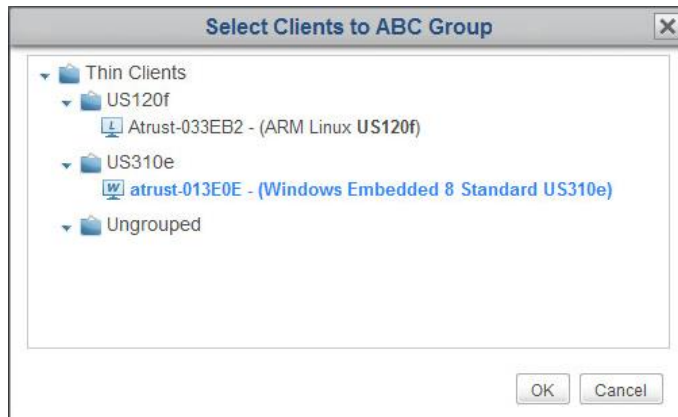 Select Clients to ABC Group
Thin Clients
US120f
L Atrust-033EB2 - (ARM Linux US120f)
US310e
W atrust-013E0E - (Windows Embedded 8 Standard US310e)
Ungrouped
OK Cancel